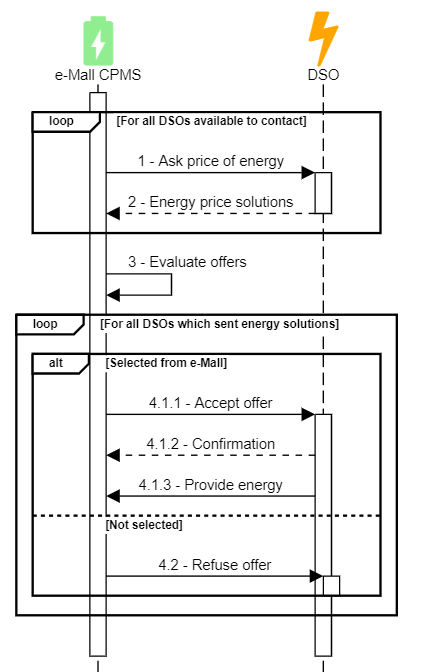 e-Mall CPMS
DSO
loop
[For all DSOs available to contact]
1 - Ask price of energy
2 - Energy price solutions
3 - Evaluate offers
loop
[For all DSOs which sent energy solutions]
alt
[Selected from e-Mall]
4.1.1 - Accept offer
4.1.2 - Confirmation
4.1.3 - Provide energy
[Not selected]
4.2 - Refuse offer